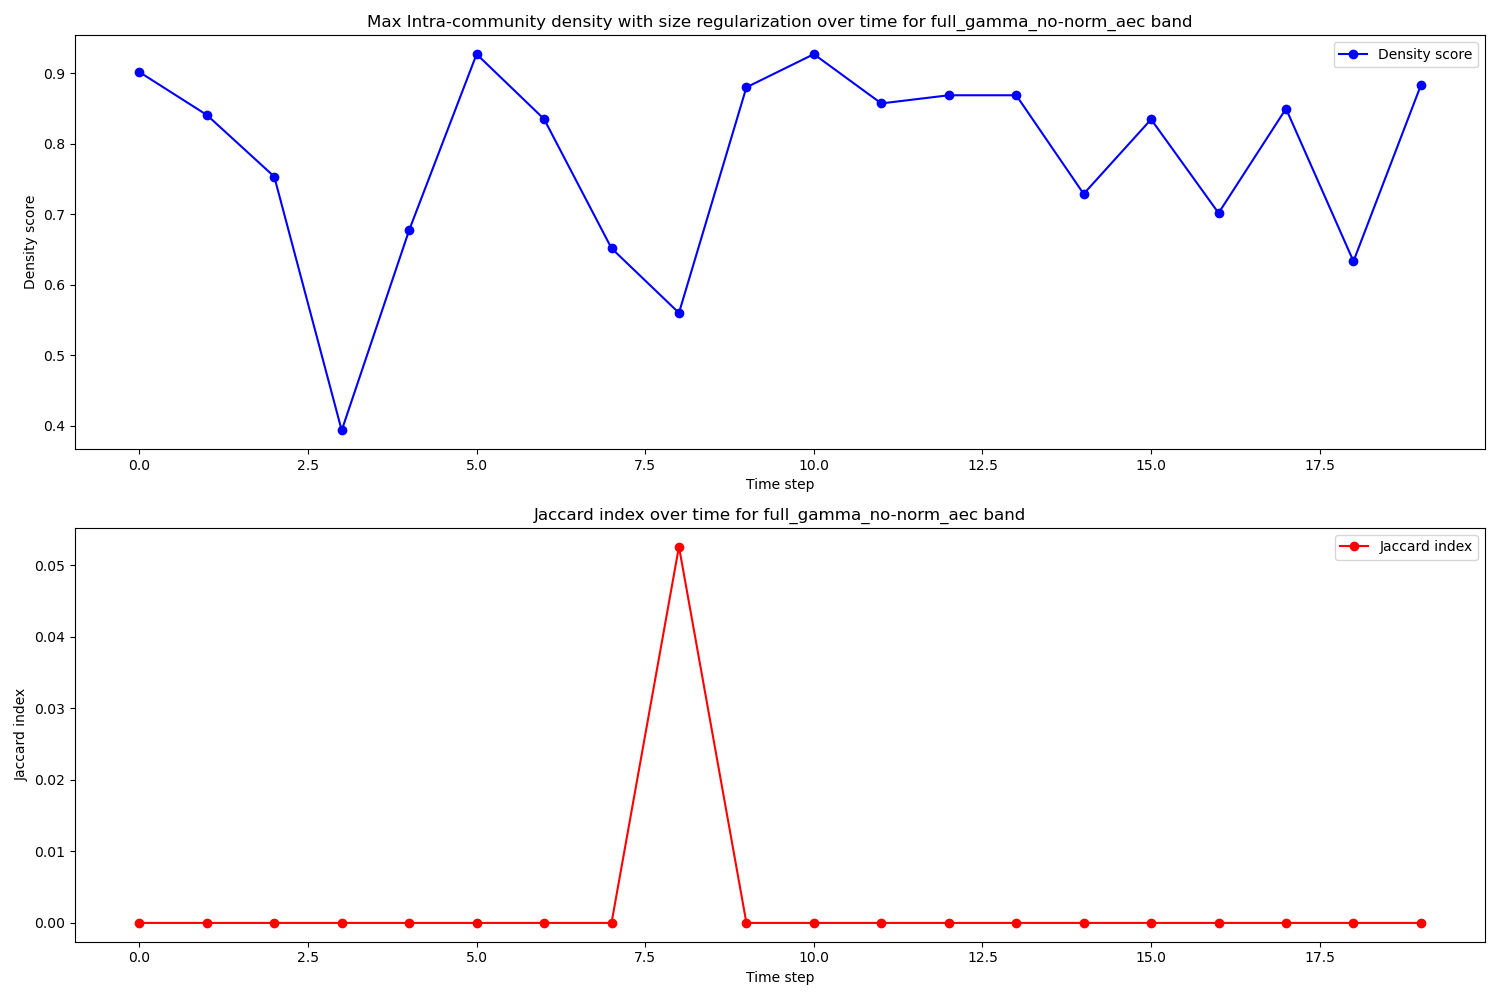 Max Intra-community density with size regularization over time for full_gamma_no-norm_aec band
Density score
0.9
0.8
0.7
0.6
0.5
0.4
Density score
0.0 2.5 5.0 7.5 10.0 12.5 15.0 17.5
Time step
Jaccard index over time for full_gamma_no-norm_aec band
Jaccard index
0.05
0.04
0.03
0.02
0.01
0.00
Jaccard index
0.0 2.5 5.0 7.5 10.0 12.5 15.0 17.5
Time step